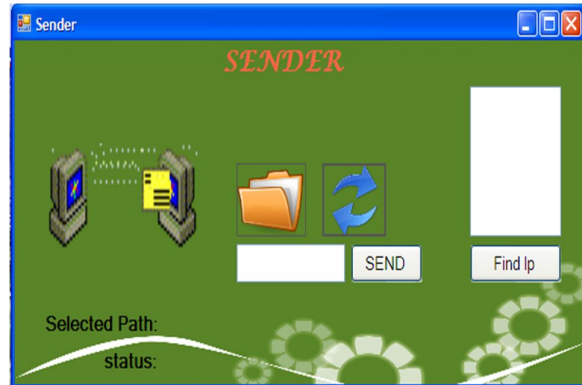 Sender
SENDER
SEND
Find Ip
Selected Path:
status: